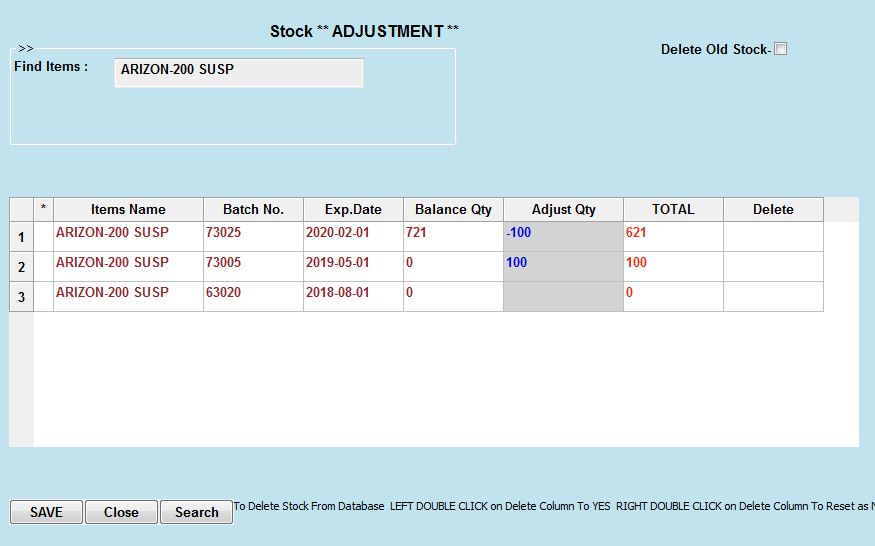 Stock ** ADJUSTMENT **
>>
Delete Old Stock-
Find Items : ARIZON-200 SUSP
* Items Name Batch No. Exp.Date Balance Qty Adjust Qty TOTAL Delete
1 ARIZON-200 SUSP 73025 2020-02-01 721 -100 621
2 ARIZON-200 SUSP 73005 2019-05-01 0 100 100
3 ARIZON-200 SUSP 63020 2018-08-01 0 0
SAVE Close Search To Delete Stock From Database LEFT DOUBLE CLICK on Delete Column To YES RIGHT DOUBLE CLICK on Delete Column To Reset as